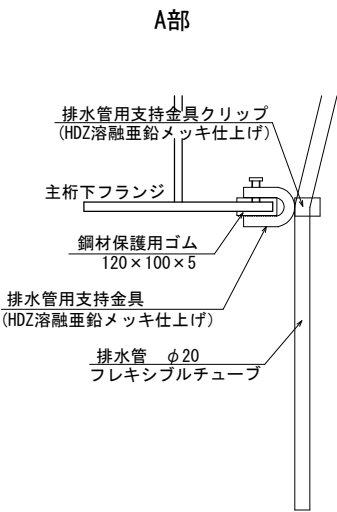 A部
排水管用支持金具クリップ
(HDZ溶融亜鉛メッキ仕上げ)
主桁下フランジ
鋼材保護用ゴム
120×100×5
排水管用支持金具
(HDZ溶融亜鉛メッキ仕上げ)
排水管　φ20
フレキシブルチューブ